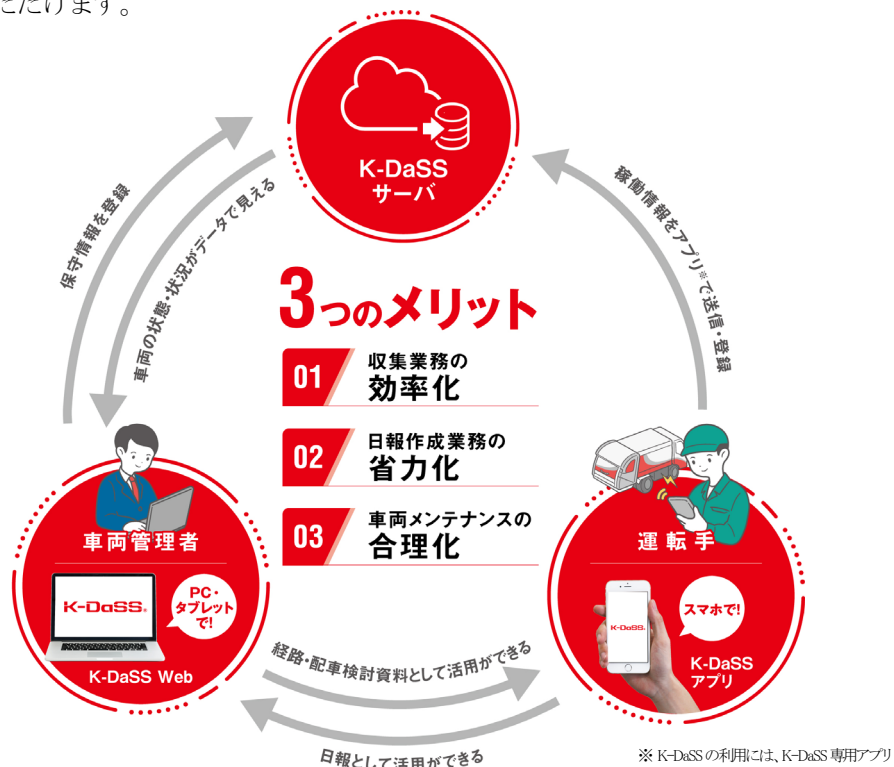 ただけます。
K-DaSS
サーバ
保守情報を登録
車両の状態・状況がデータで見える
稼働情報をアプリ※で送信・登録
3つのメリット
01 収集業務の
効率化
02 日報作成業務の
省力化
03 車両メンテナンスの
合理化
車両管理者
K-DaSS®
PC・
タブレット
で!
K-DaSS Web
運転手
K-DaSS
スマホで!
K-DaSS
アプリ
経路・配車検討資料として活用ができる
日報として活用ができる
※ K-DaSSの利用には、K-DaSS専用アプリ